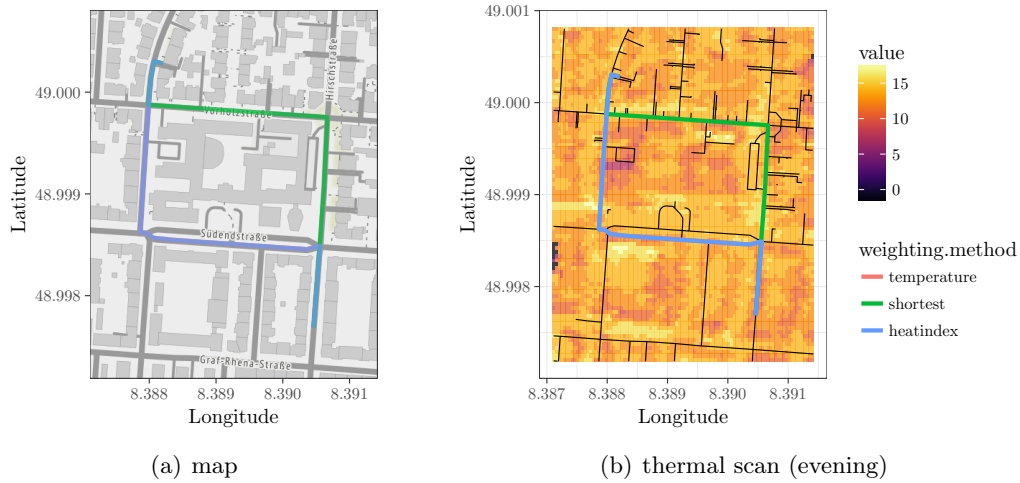 49.001
49.000
48.999
48.998
Latitude
8.388
8.389
8.390
8.391
Longitude
Hirschstraße
Vorholzstraße
Südendstraße
Graf-Rhena-Straße
(a) map
49.000
48.999
48.998
Latitude
8.387
8.388
8.389
8.390
8.391
Longitude
(b) thermal scan (evening)
value
15
10
5
0
weighting.method
temperature
shortest
heatindex